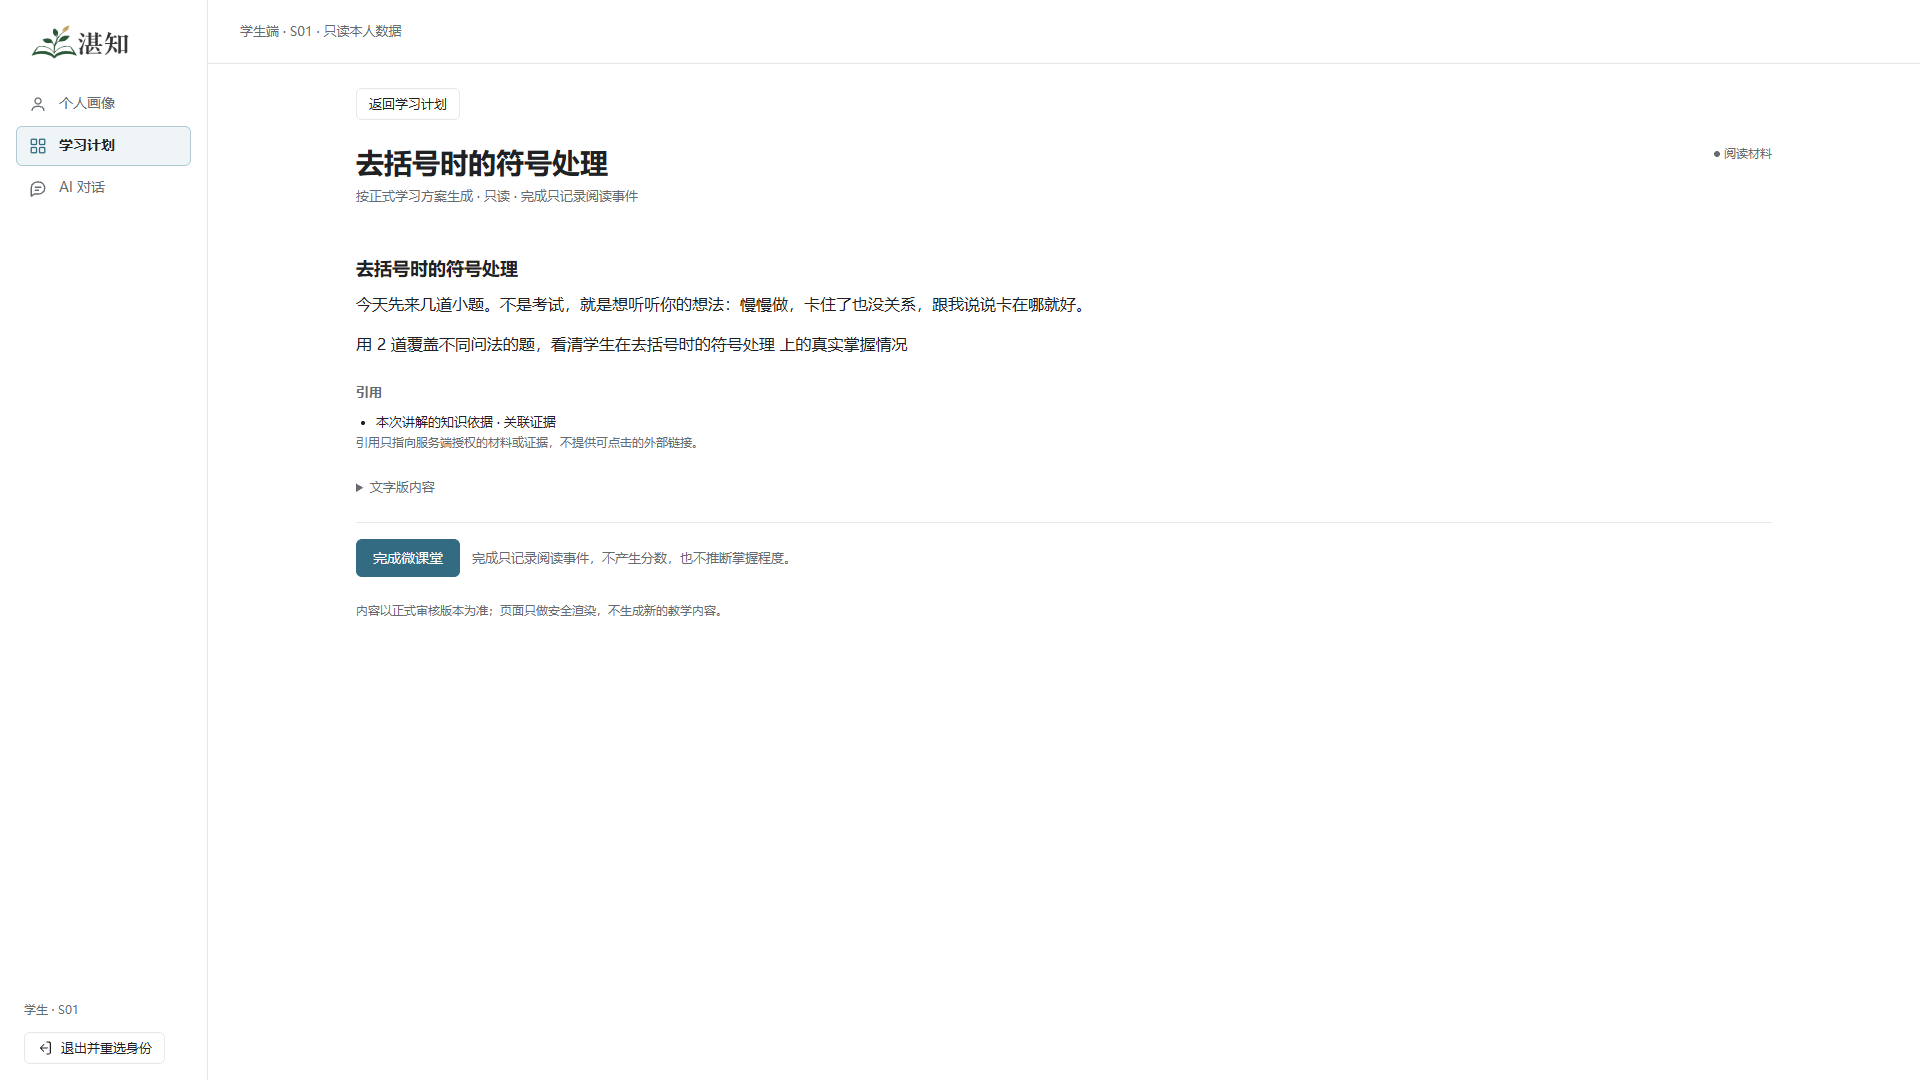 湛知
学生端 · S01 · 只读本人数据
个人画像
学习计划
AI 对话
返回学习计划
去括号时的符号处理
阅读材料
按正式学习方案生成 · 只读 · 完成只记录阅读事件
去括号时的符号处理
今天先来几道小题。不是考试，就是想听听你的想法：慢慢做，卡住了也没关系，跟我说说卡在哪就好。
用 2 道覆盖不同问法的题，看清学生在去括号时的符号处理 上的真实掌握情况
引用
本次讲解的知识依据 · 关联证据
引用只指向服务端授权的材料或证据，不提供可点击的外部链接。
文字版内容
完成微课堂
完成只记录阅读事件，不产生分数，也不推断掌握程度。
内容以正式审核版本为准；页面只做安全渲染，不生成新的教学内容。
学生 · S01
退出并重选身份